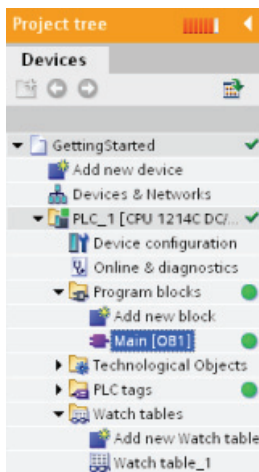 Project tree
Devices
GettingStarted
Add new device
Devices & Networks
PLC_1 [CPU 1214C DC/...
Device configuration
Online & diagnostics
Program blocks
Add new block
Main [OB1]
Technological Objects
PLC tags
Watch tables
Add new Watch table
Watch table_1